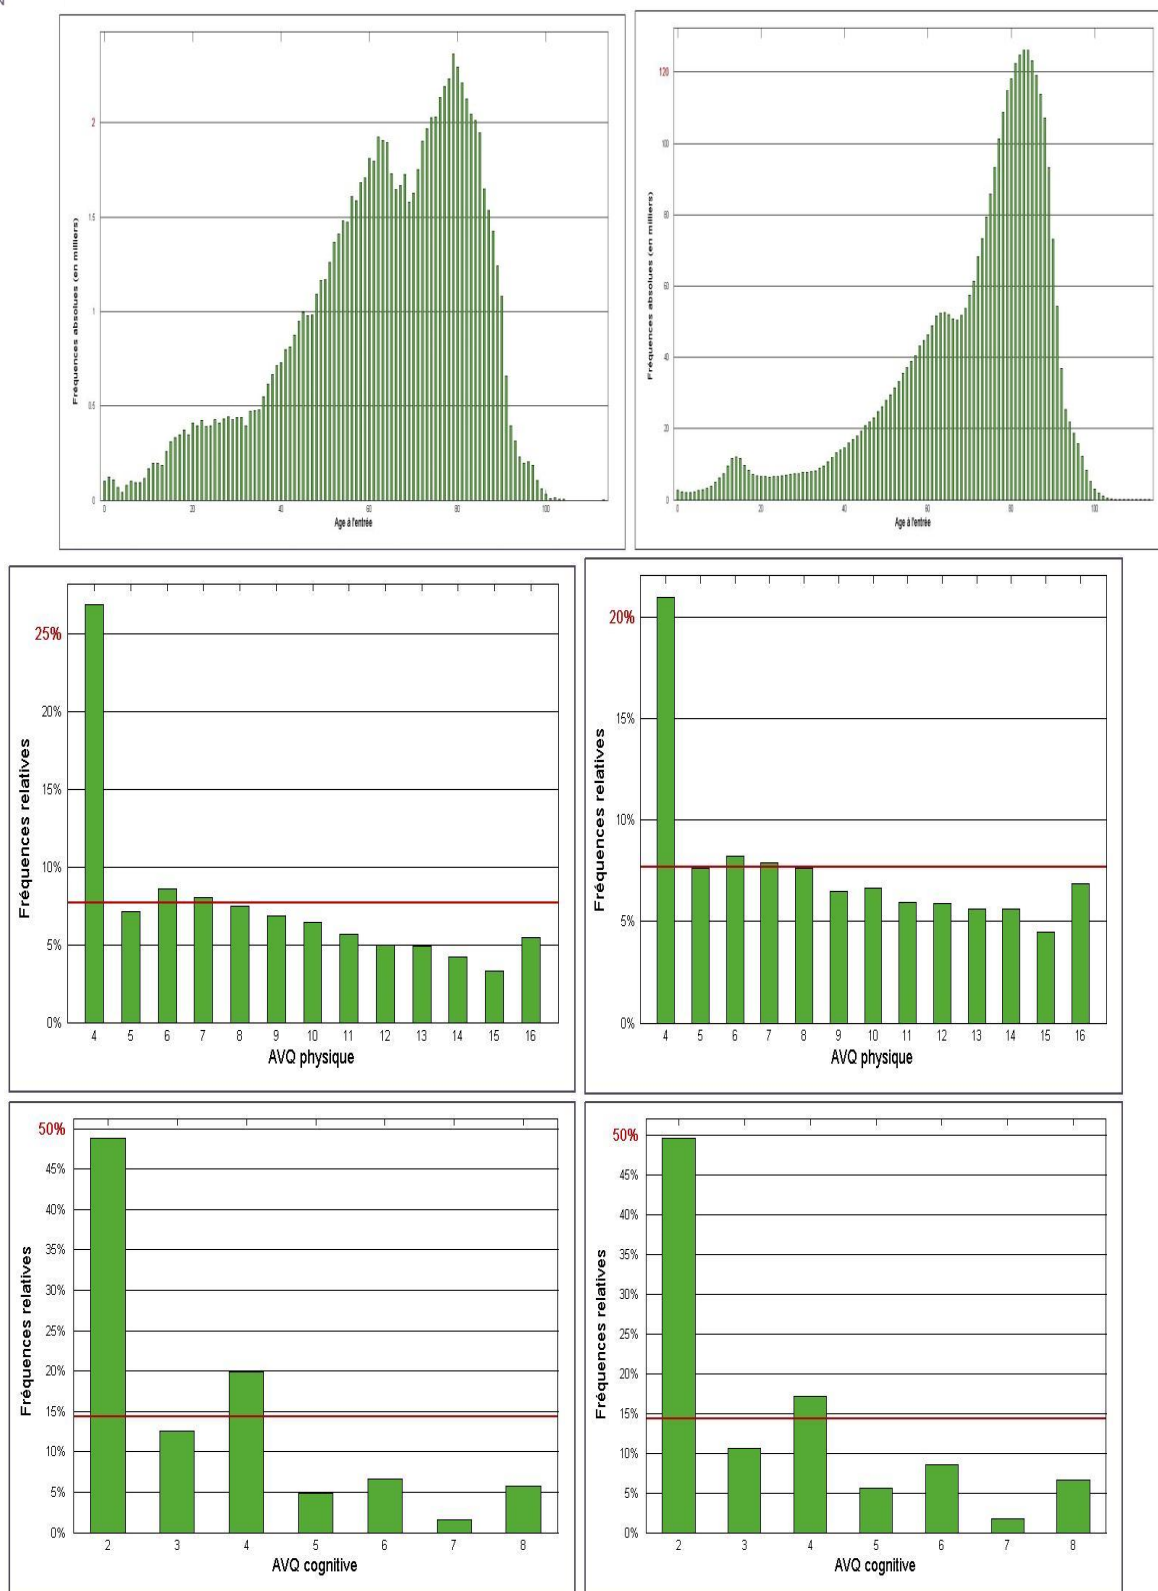 N
2
1.5
1
0.5
0
0 20 40 60 80 100
Age à l'entrée
Fréquences absolues (en milliers)
120
100
80
60
40
20
0
0 20 40 60 80 100
Age à l'entrée
Fréquences absolues (en milliers)
25%
20%
15%
10%
5%
0%
4 5 6 7 8 9 10 11 12 13 14 15 16
AVQ physique
Fréquences relatives
20%
15%
10%
5%
0%
4 5 6 7 8 9 10 11 12 13 14 15 16
AVQ physique
Fréquences relatives
50%
45%
40%
35%
30%
25%
20%
15%
10%
5%
0%
2 3 4 5 6 7 8
AVQ cognitive
Fréquences relatives
50%
45%
40%
35%
30%
25%
20%
15%
10%
5%
0%
2 3 4 5 6 7 8
AVQ cognitive
Fréquences relatives